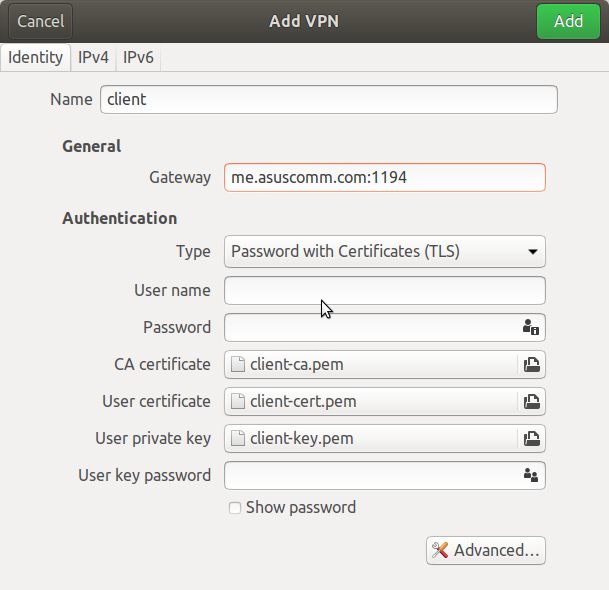 Cancel Add VPN Add
Identity IPv4 IPv6
Name client
General
Gateway me.asuscomm.com:1194
Authentication
Type Password with Certificates (TLS)
User name
Password
CA certificate client-ca.pem
User certificate client-cert.pem
User private key client-key.pem
User key password
Show password
Advanced...